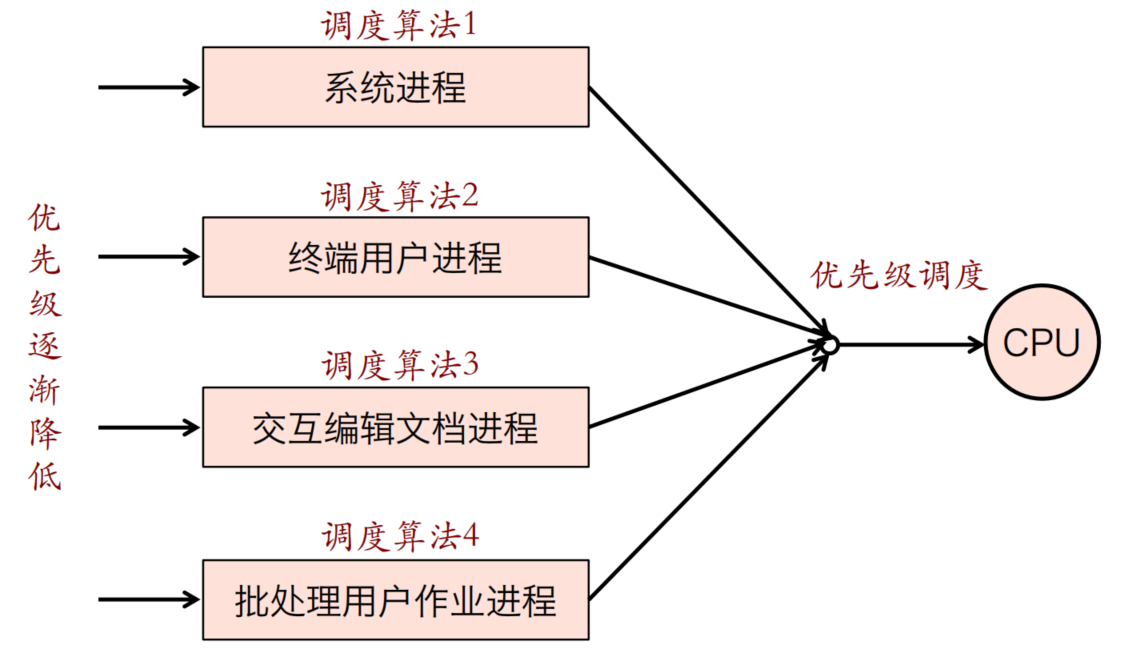 调度算法1
系统进程
调度算法2
终端用户进程
优先级逐渐降低
优先级调度
CPU
调度算法3
交互编辑文档进程
调度算法4
批处理用户作业进程